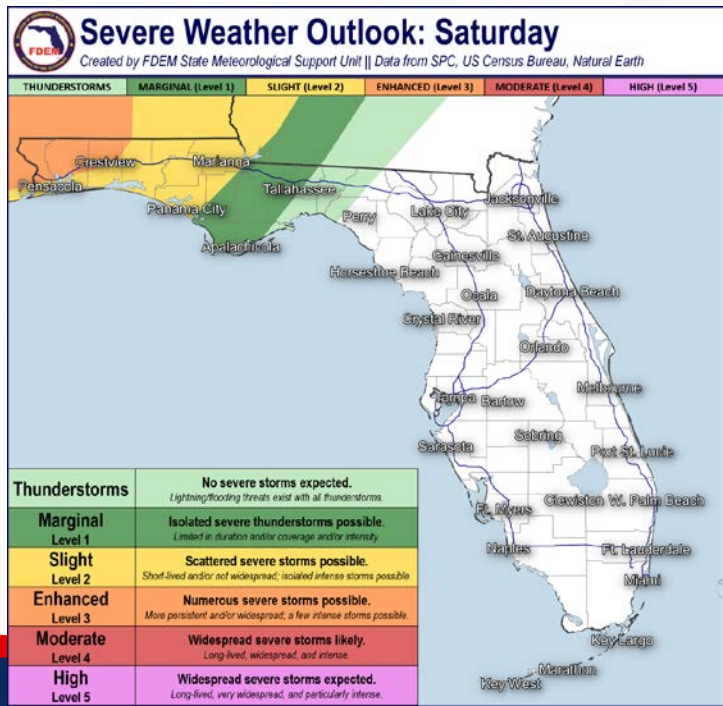 FDEM
Severe Weather Outlook: Saturday
Created by FDEM State Meteorological Support Unit || Data from SPC, US Census Bureau, Natural Earth
THUNDERSTORMS
MARGINAL (Level 1)
SLIGHT (Level 2)
ENHANCED (Level 3)
MODERATE (Level 4)
HIGH (Level 5)
Crestview
Marianna
Pensacola
Tallahassee
Panama City
Perry
Lake City
Jacksonville
Apalachicola
St. Augustine
Gainesville
Horseshoe Beach
Ocala
Daytona Beach
Crystal River
Orlando
Melbourne
Tampa
Bartow
Sebring
Sarasota
Port St. Lucie
Clewiston
W. Palm Beach
Ft. Myers
Naples
Ft. Lauderdale
Miami
Key Largo
Marathon
Key West
Thunderstorms
No severe storms expected.
Lightning/flooding threats exist with all thunderstorms.
Marginal
Level 1
Isolated severe thunderstorms possible.
Limited in duration and/or coverage and/or intensity.
Slight
Level 2
Scattered severe storms possible.
Short-lived and/or not widespread; isolated intense storms possible
Enhanced
Level 3
Numerous severe storms possible.
More persistent and/or widespread; a few intense storms possible.
Moderate
Level 4
Widespread severe storms likely.
Long-lived, widespread, and intense.
High
Level 5
Widespread severe storms expected.
Long-lived, very widespread, and particularly intense.